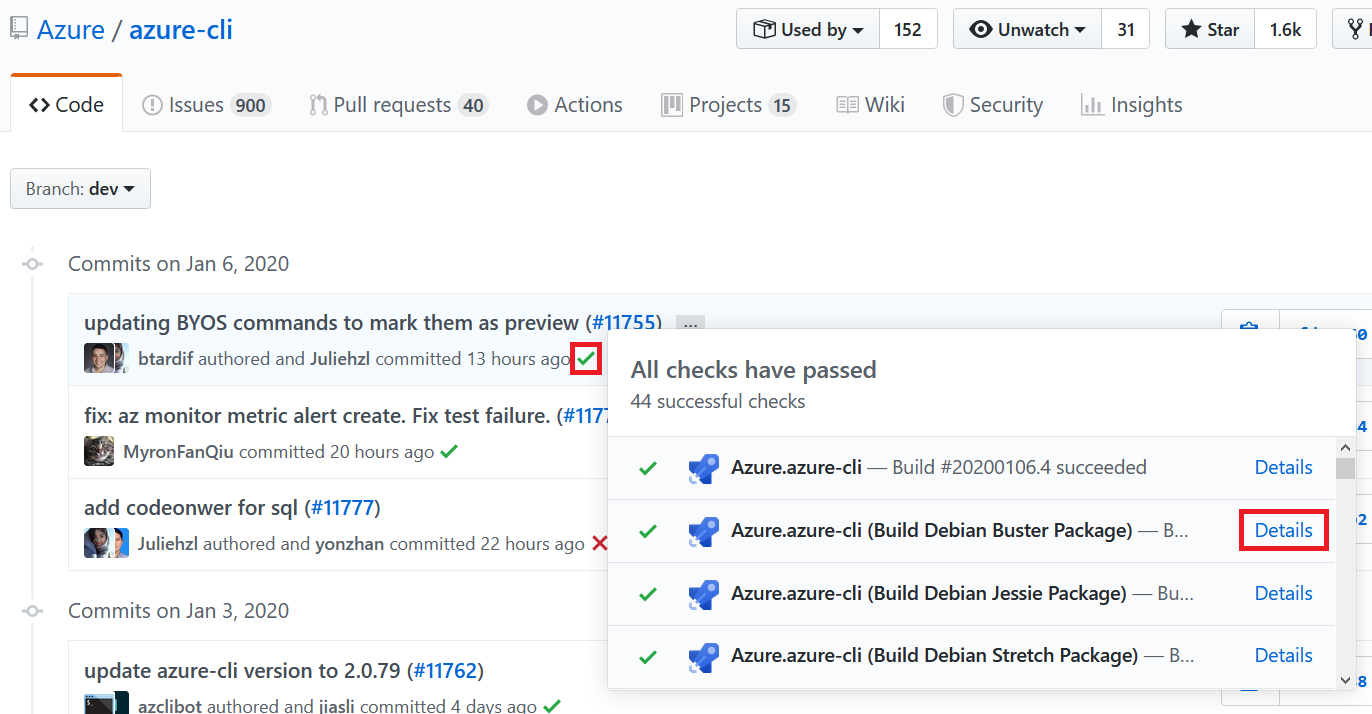 Azure / azure-cli
Used by 152
Unwatch 31
Star 1.6k
Code
Issues 900
Pull requests 40
Actions
Projects 15
Wiki
Security
Insights
Branch: dev
Commits on Jan 6, 2020
updating BYOS commands to mark them as preview (#11755) ...
btardif authored and Juliehzl committed 13 hours ago
fix: az monitor metric alert create. Fix test failure. (#1177
MyronFanQiu committed 20 hours ago
add codeonwer for sql (#11777)
Juliehzl authored and yonzhan committed 22 hours ago
All checks have passed
44 successful checks
Azure.azure-cli — Build #20200106.4 succeeded Details
Azure.azure-cli (Build Debian Buster Package) — B... Details
Azure.azure-cli (Build Debian Jessie Package) — Bu... Details
Azure.azure-cli (Build Debian Stretch Package) — B... Details
Commits on Jan 3, 2020
update azure-cli version to 2.0.79 (#11762)
azclibot authored and jiasli committed 4 days ago